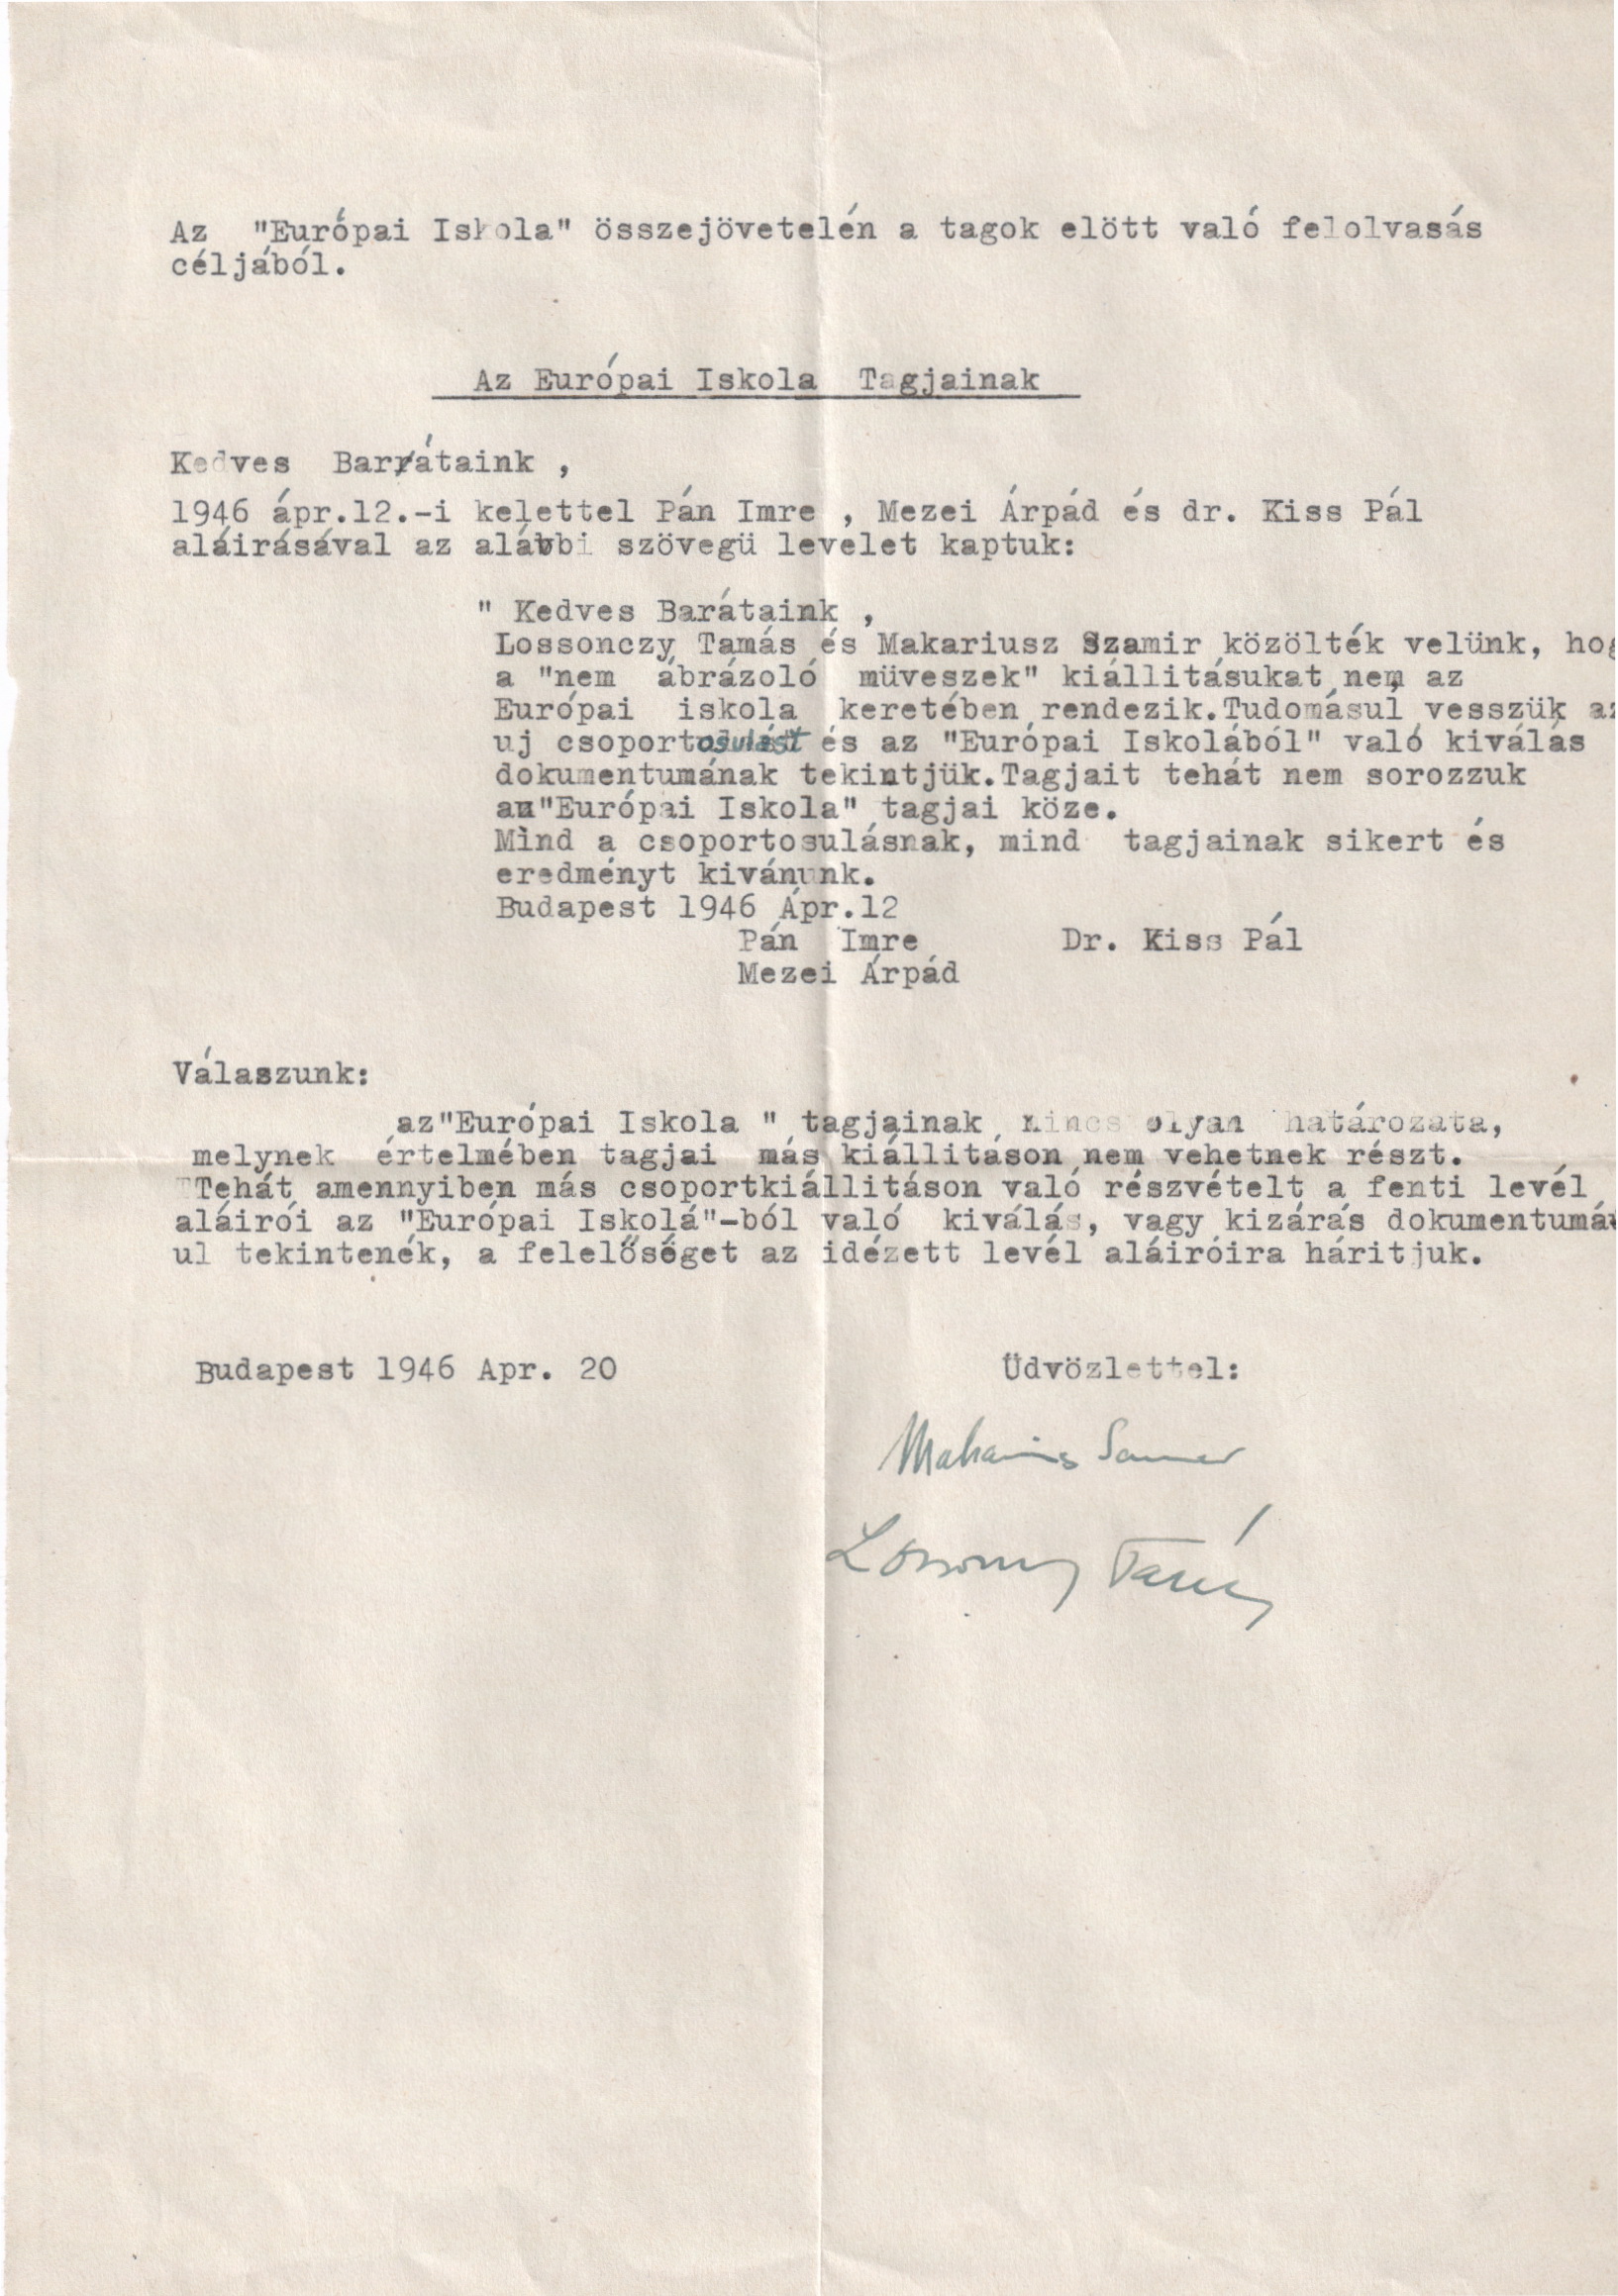 Az "Európai Iskola" összejövetelén a tagok elött való felolvasás
céljából.
Az Európai Iskola Tagjainak
Kedves Barátaink ,
1946 ápr.12.-i kelettel Pán Imre , Mezei Árpád és dr. Kiss Pál
aláirásával az alábbi szövegü levelet kaptuk:
" Kedves Barátaink ,
Lossonczy Tamás és Makariusz Szamir közölték velünk, hog
a "nem ábrázoló müveszek" kiállitásukat nem az
Európai iskola keretében rendezik.Tudomásul vesszük az
uj csoportosulást és az "Európai Iskolából" való kiválás
dokumentumának tekintjük.Tagjait tehát nem sorozzuk
az"Európai Iskola" tagjai köze.
Mind a csoportosulásnak, mind tagjainak sikert és
eredményt kivánunk.
Budapest 1946 Ápr.12
Pán Imre Dr. Kiss Pál
Mezei Árpád
Válaszunk:
az"Európai Iskola " tagjainak nincs olyan határozata,
melynek értelmében tagjai más kiállitáson nem vehetnek részt.
Tehát amennyiben más csoportkiállitáson való részvételt a fenti levél
aláirói az "Európai Iskolá"-ból való kiválás, vagy kizárás dokumentumá
ul tekintenék, a felelőséget az idézett levél aláiróira háritjuk.
Budapest 1946 Apr. 20 Üdvözlettel:
Makarius Samer
Lossonczy Tamás